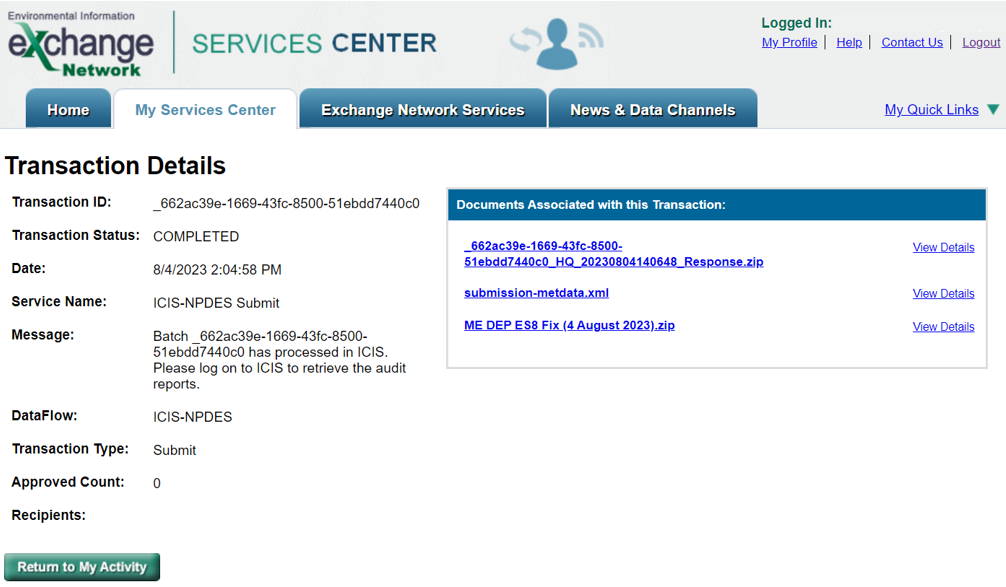 Environmental Information
eXchange
Network
SERVICES CENTER
Logged In:
My Profile | Help | Contact Us | Logout
Home
My Services Center
Exchange Network Services
News & Data Channels
My Quick Links
Transaction Details
Transaction ID: _662ac39e-1669-43fc-8500-51ebdd7440c0
Transaction Status: COMPLETED
Date: 8/4/2023 2:04:58 PM
Service Name: ICIS-NPDES Submit
Message: Batch _662ac39e-1669-43fc-8500-
51ebdd7440c0 has processed in ICIS.
Please log on to ICIS to retrieve the audit
reports.
DataFlow: ICIS-NPDES
Transaction Type: Submit
Approved Count: 0
Recipients:
Documents Associated with this Transaction:
_662ac39e-1669-43fc-8500- View Details
51ebdd7440c0_HQ_20230804140648_Response.zip
submission-metdata.xml View Details
ME DEP ES8 Fix (4 August 2023).zip View Details
Return to My Activity